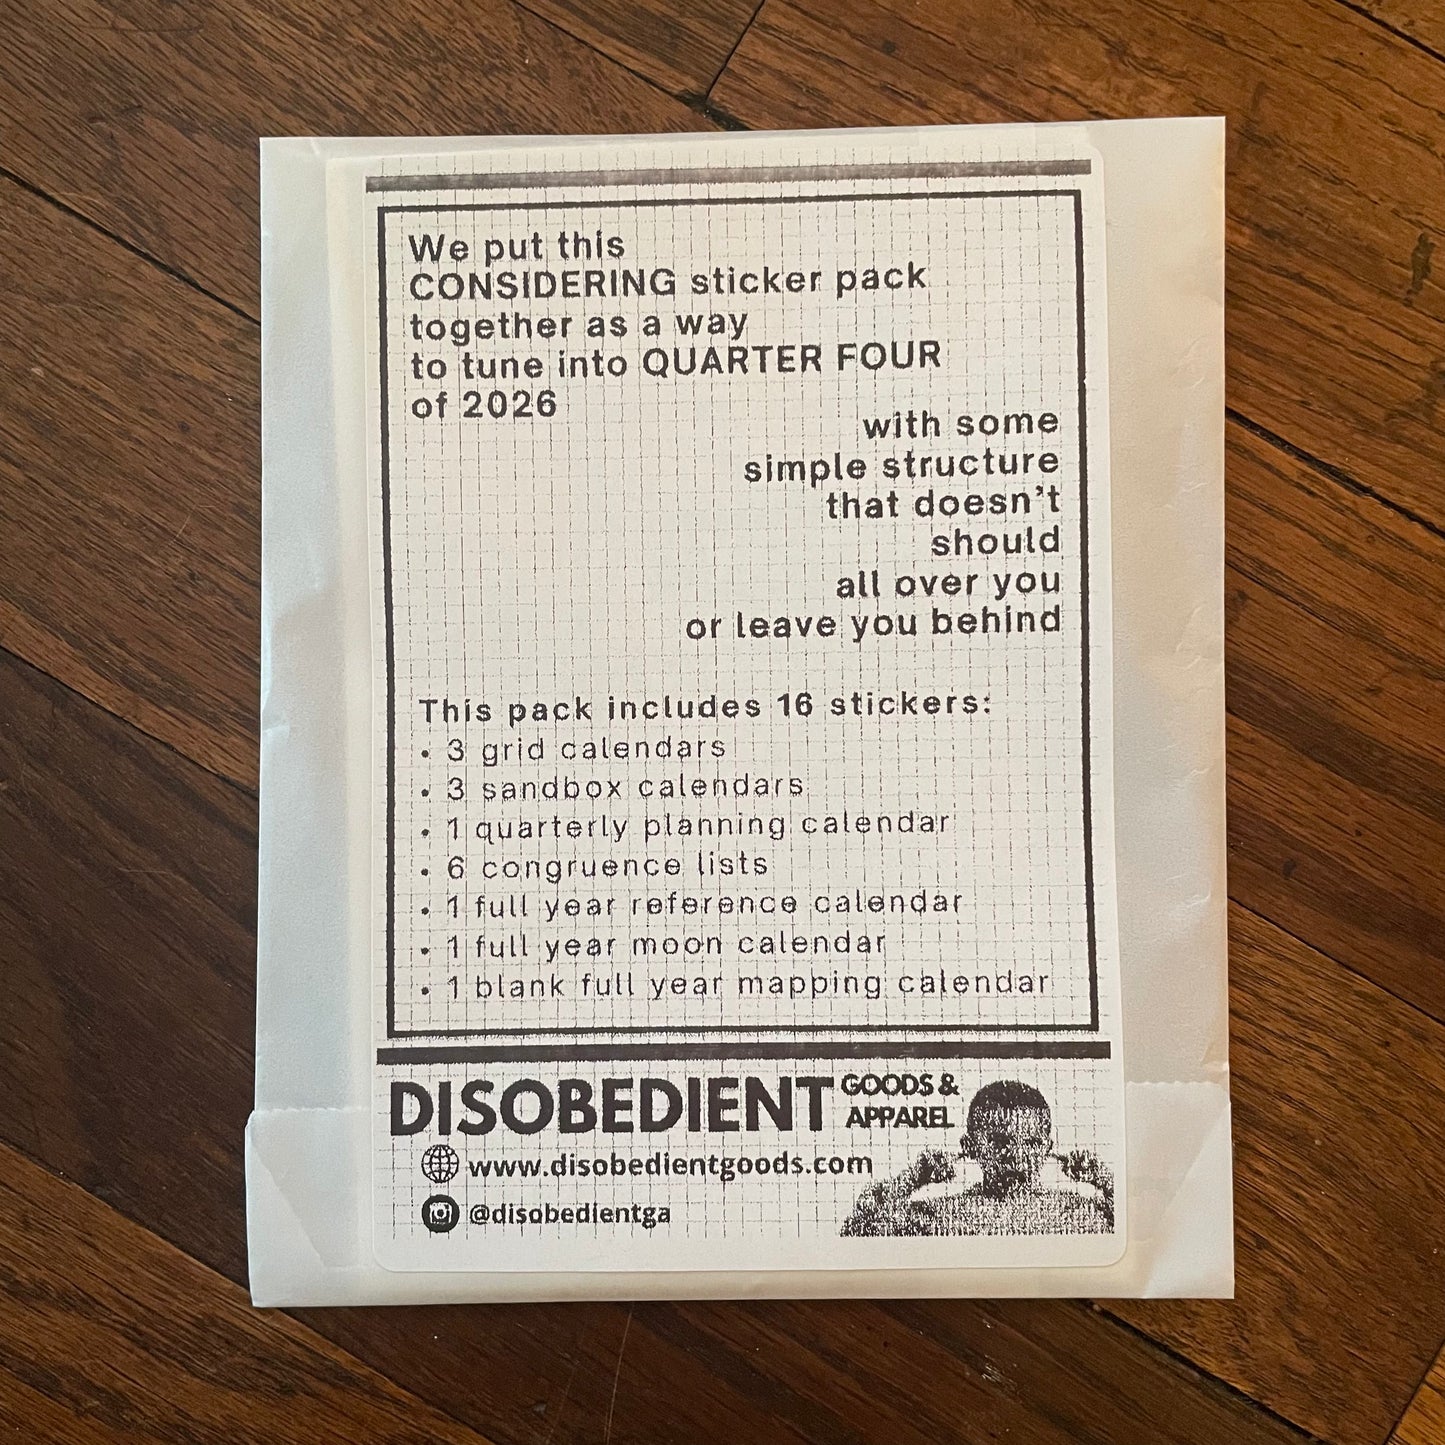 We put this
CONSIDERING sticker pack
together as a way
to tune into QUARTER FOUR
of 2026
with some
simple structure
that doesn't
should
all over you
or leave you behind
This pack includes 16 stickers:
• 3 grid calendars
• 3 sandbox calendars
• 1 quarterly planning calendar
• 6 congruence lists
• 1 full year reference calendar
• 1 full year moon calendar
• 1 blank full year mapping calendar
DISOBEDIENT GOODS &
APPAREL
www.disobedientgoods.com
@disobedientga